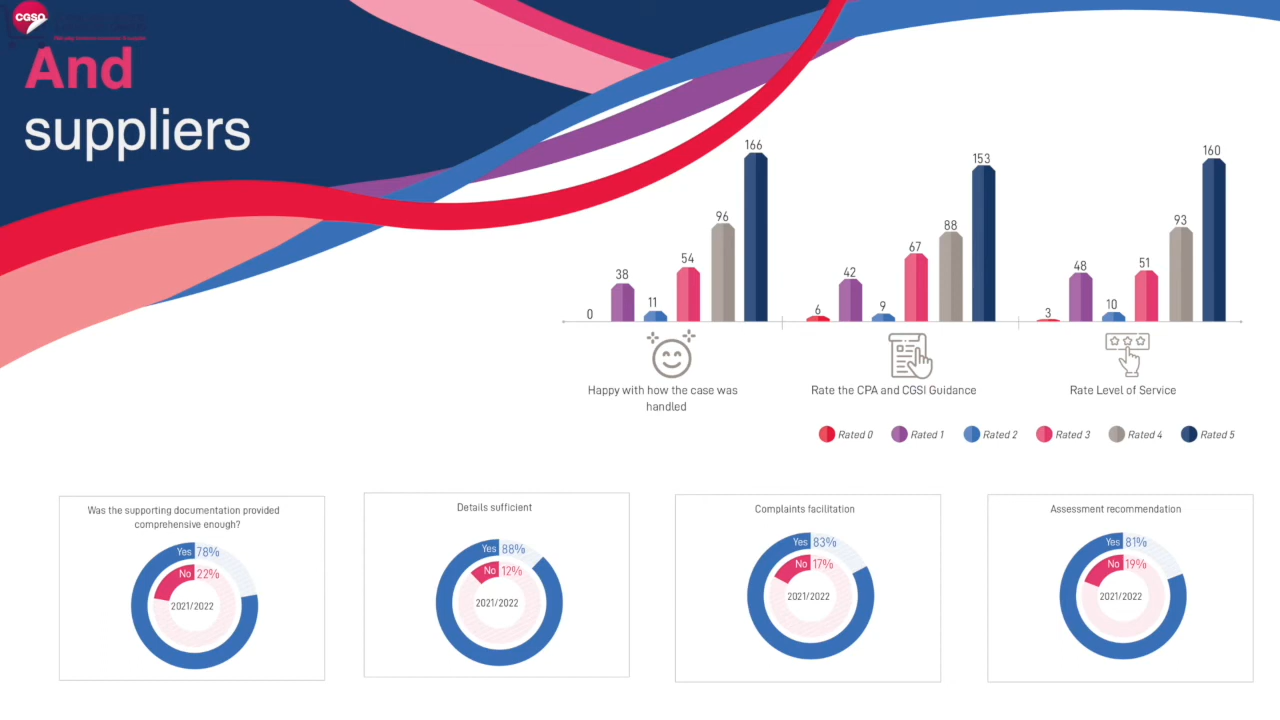 CGSO
And
suppliers
0
38
11
54
96
166
6
42
9
67
88
153
3
48
10
51
93
160
Happy with how the case was
handled
Rate the CPA and CGSI Guidance
Rate Level of Service
Rated 0
Rated 1
Rated 2
Rated 3
Rated 4
Rated 5
Was the supporting documentation provided
comprehensive enough?
Yes 78%
No 22%
2021/2022
Details sufficient
Yes 88%
No 12%
2021/2022
Complaints facilitation
Yes 83%
No 17%
2021/2022
Assessment recommendation
Yes 81%
No 19%
2021/2022